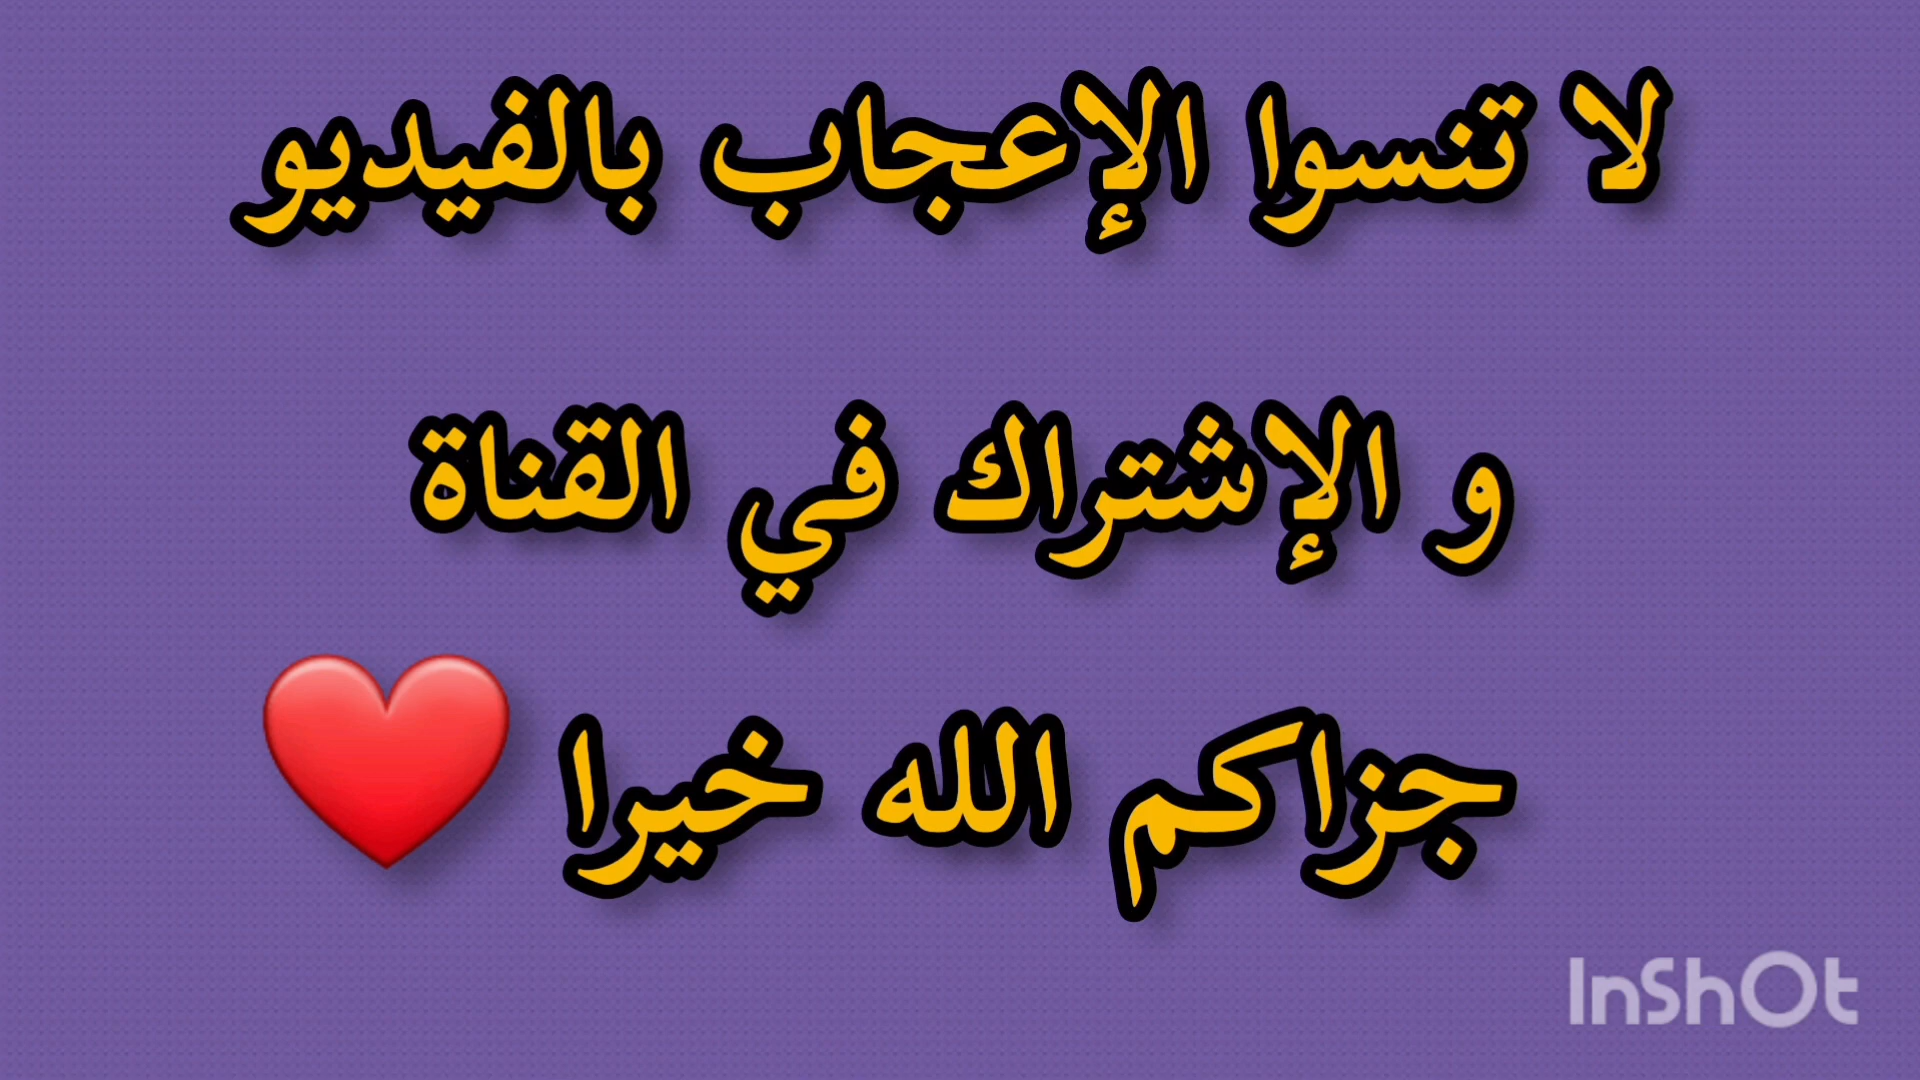 لا تنسوا الإعجاب بالفيديو
و الإشتراك في القناة
جزاكم الله خيرا ❤️
InShOt